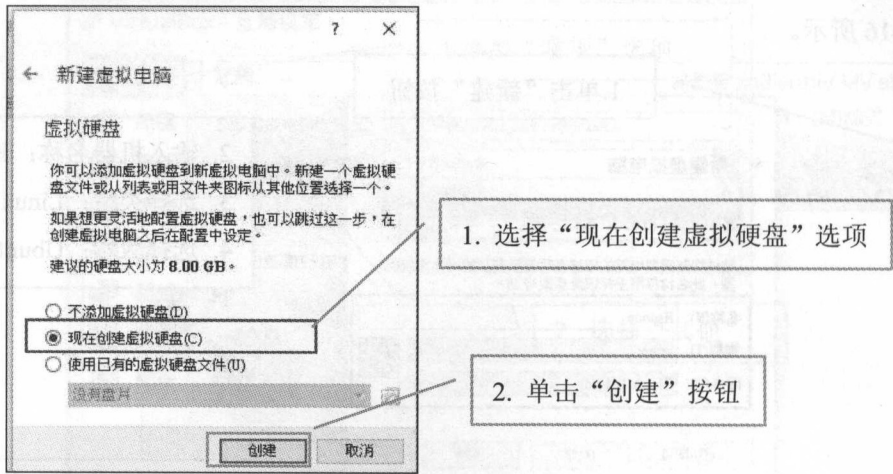 ? ×
← 新建虚拟电脑
虚拟硬盘
你可以添加虚拟硬盘到新虚拟电脑中。新建一个虚拟硬
盘文件或从列表或用文件夹图标从其他位置选择一个。
如果想更灵活地配置虚拟硬盘，也可以跳过这一步，在
创建虚拟电脑之后在配置中设定。
建议的硬盘大小为 8.00 GB。
不添加虚拟硬盘(D)
现在创建虚拟硬盘(C)
使用已有的虚拟硬盘文件(U)
没有盘片
创建 取消
1. 选择“现在创建虚拟硬盘”选项
2. 单击“创建”按钮